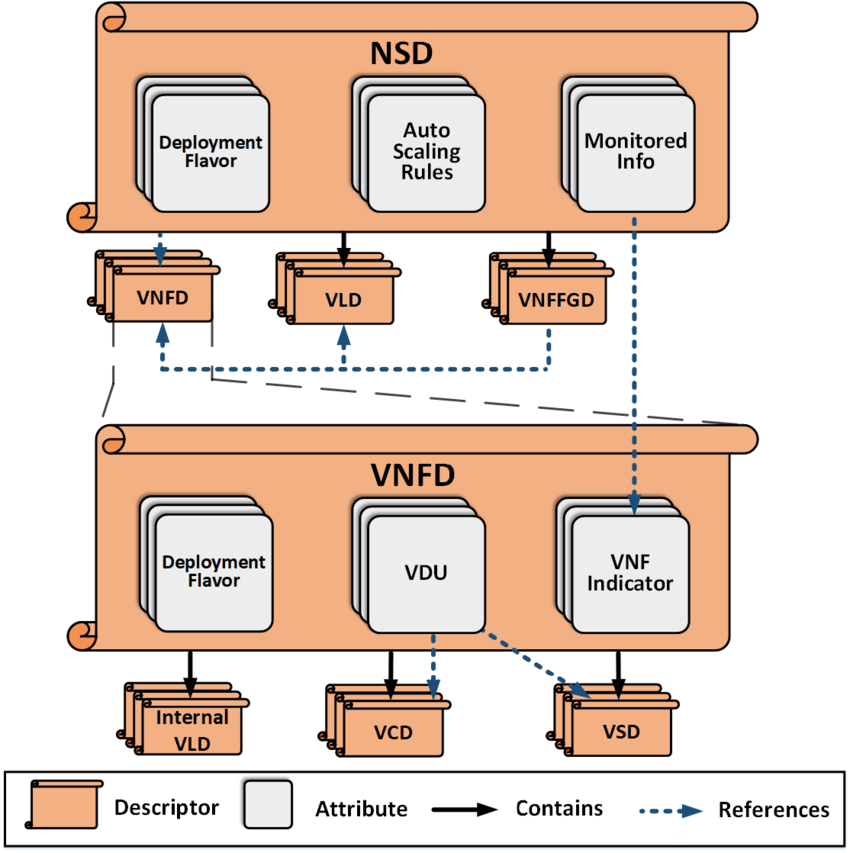 NSD
Deployment
Flavor
Auto
Scaling
Rules
Monitored
Info
VNFD
VLD
VNFFGD
VNFD
Deployment
Flavor
VDU
VNF
Indicator
Internal
VLD
VCD
VSD
Descriptor
Attribute
Contains
References